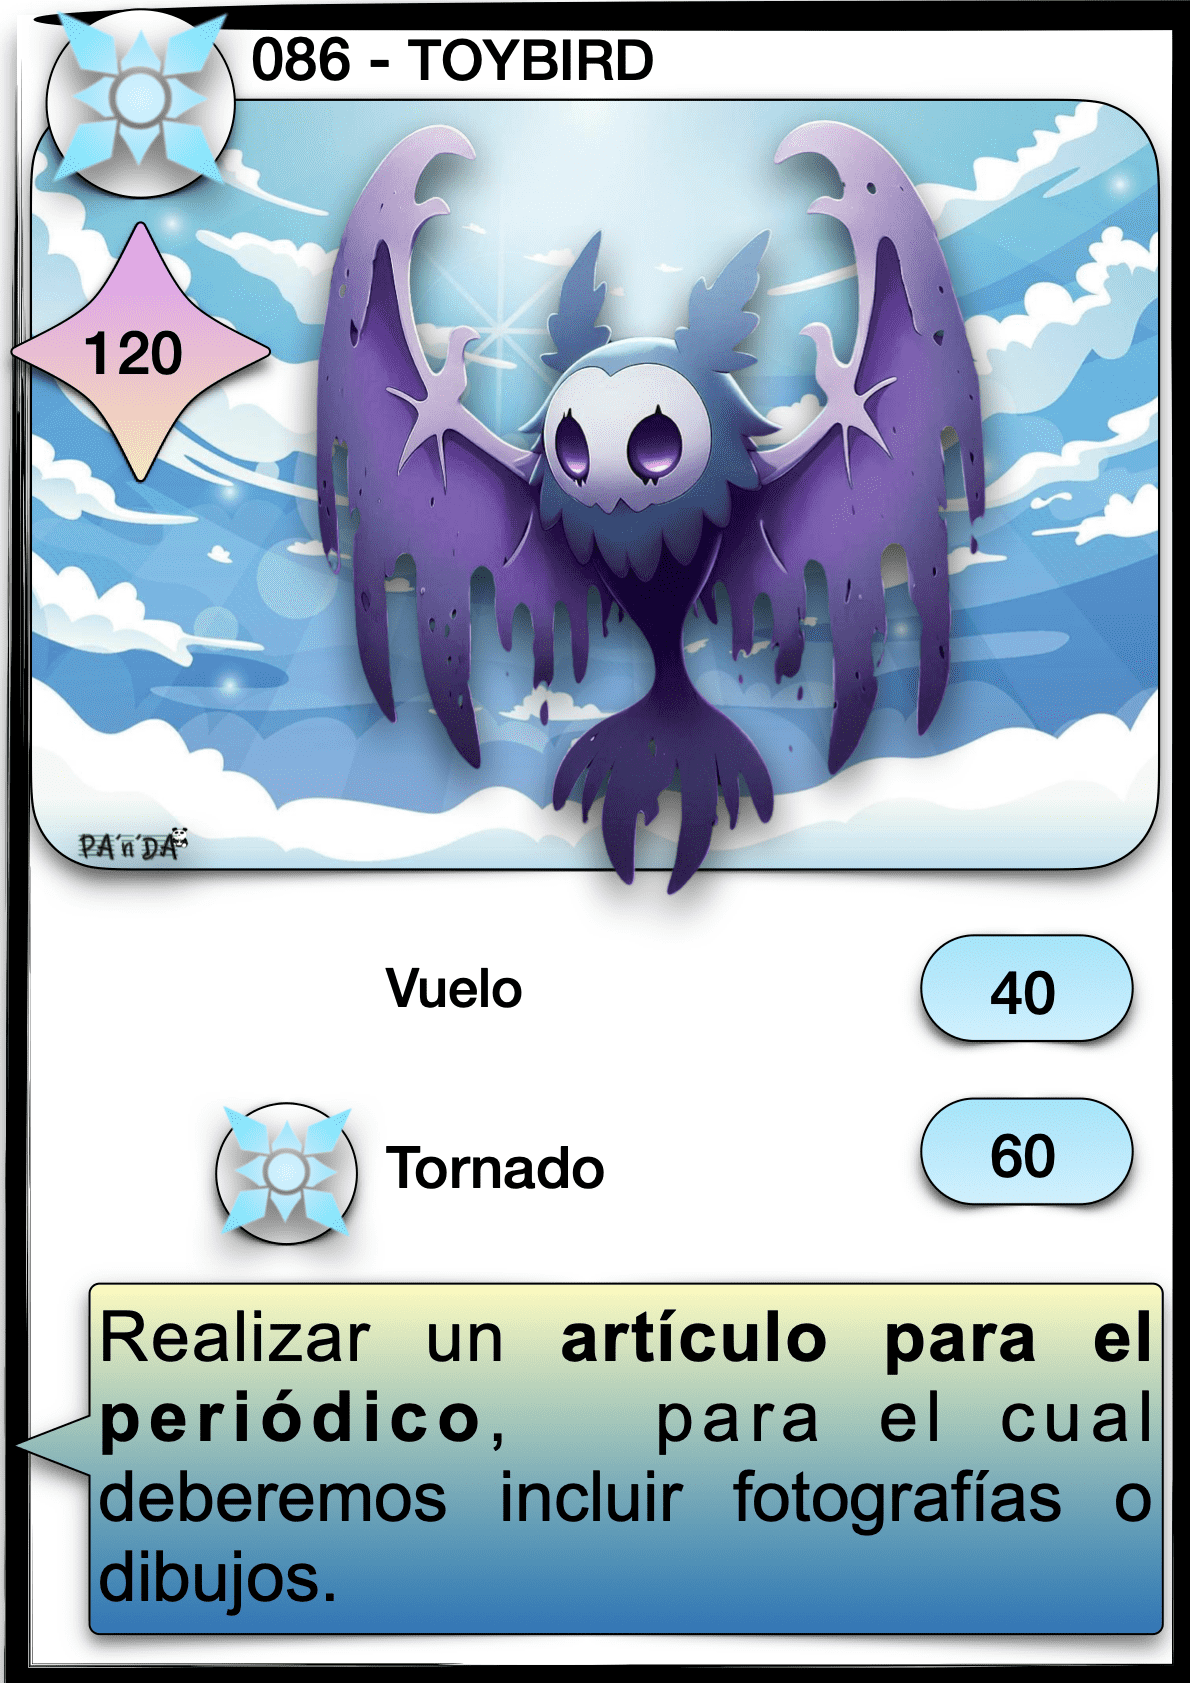 086 - TOYBIRD
120
PA'n'DA
Vuelo
40
Tornado
60
Realizar un artículo para el
periódico, para el cual
deberemos incluir fotografías o
dibujos.